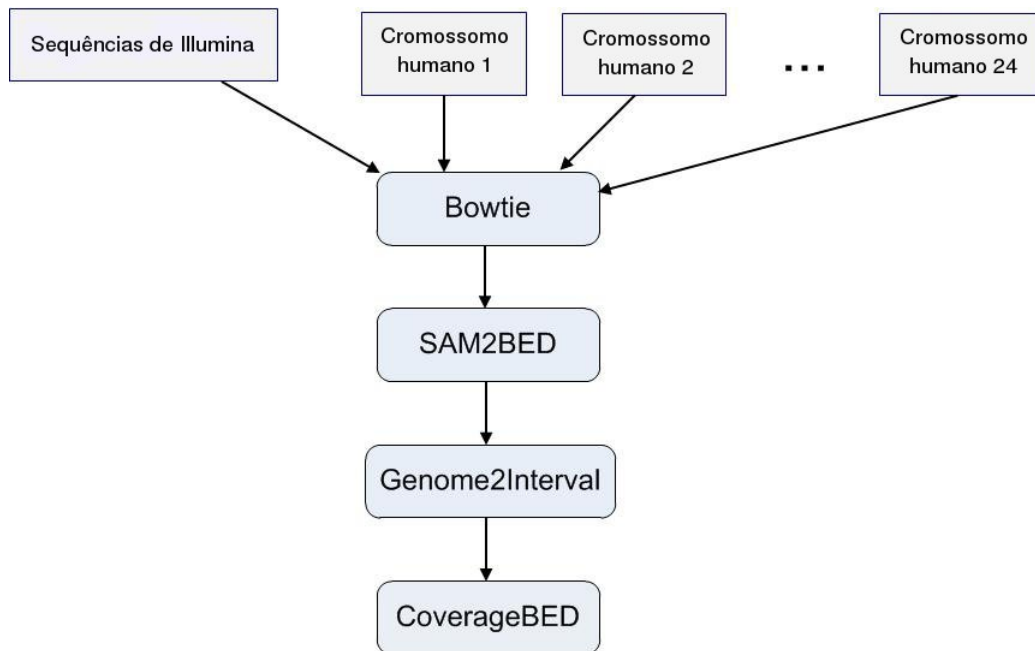 Sequências de Illumina
Cromossomo
humano 1
Cromossomo
humano 2
...
Cromossomo
humano 24
Bowtie
SAM2BED
Genome2Interval
CoverageBED